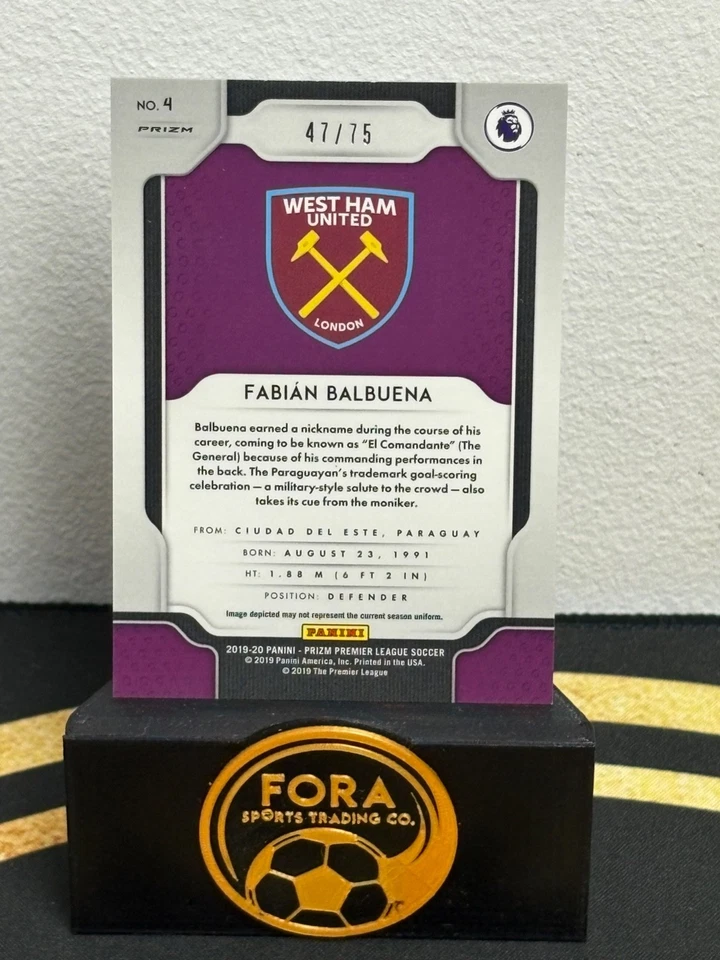 NO. 4
PRIZM
47/75
WEST HAM
UNITED
LONDON
FABIÁN BALBUENA
Balbuena earned a nickname during the course of his
career, coming to be known as “El Comandante” (The
General) because of his commanding performances in
the back. The Paraguayan’s trademark goal-scoring
celebration — a military-style salute to the crowd — also
takes its cue from the moniker.
FROM: CIUDAD DEL ESTE, PARAGUAY
BORN: AUGUST 23, 1991
HT: 1.88 M (6 FT 2 IN)
POSITION: DEFENDER
Image depicted may not represent the current season uniform.
PANINI
2019-20 PANINI - PRIZM PREMIER LEAGUE SOCCER
© 2019 Panini America, Inc. Printed in the USA.
© 2019 The Premier League
FORA
SPORTS TRADING CO.